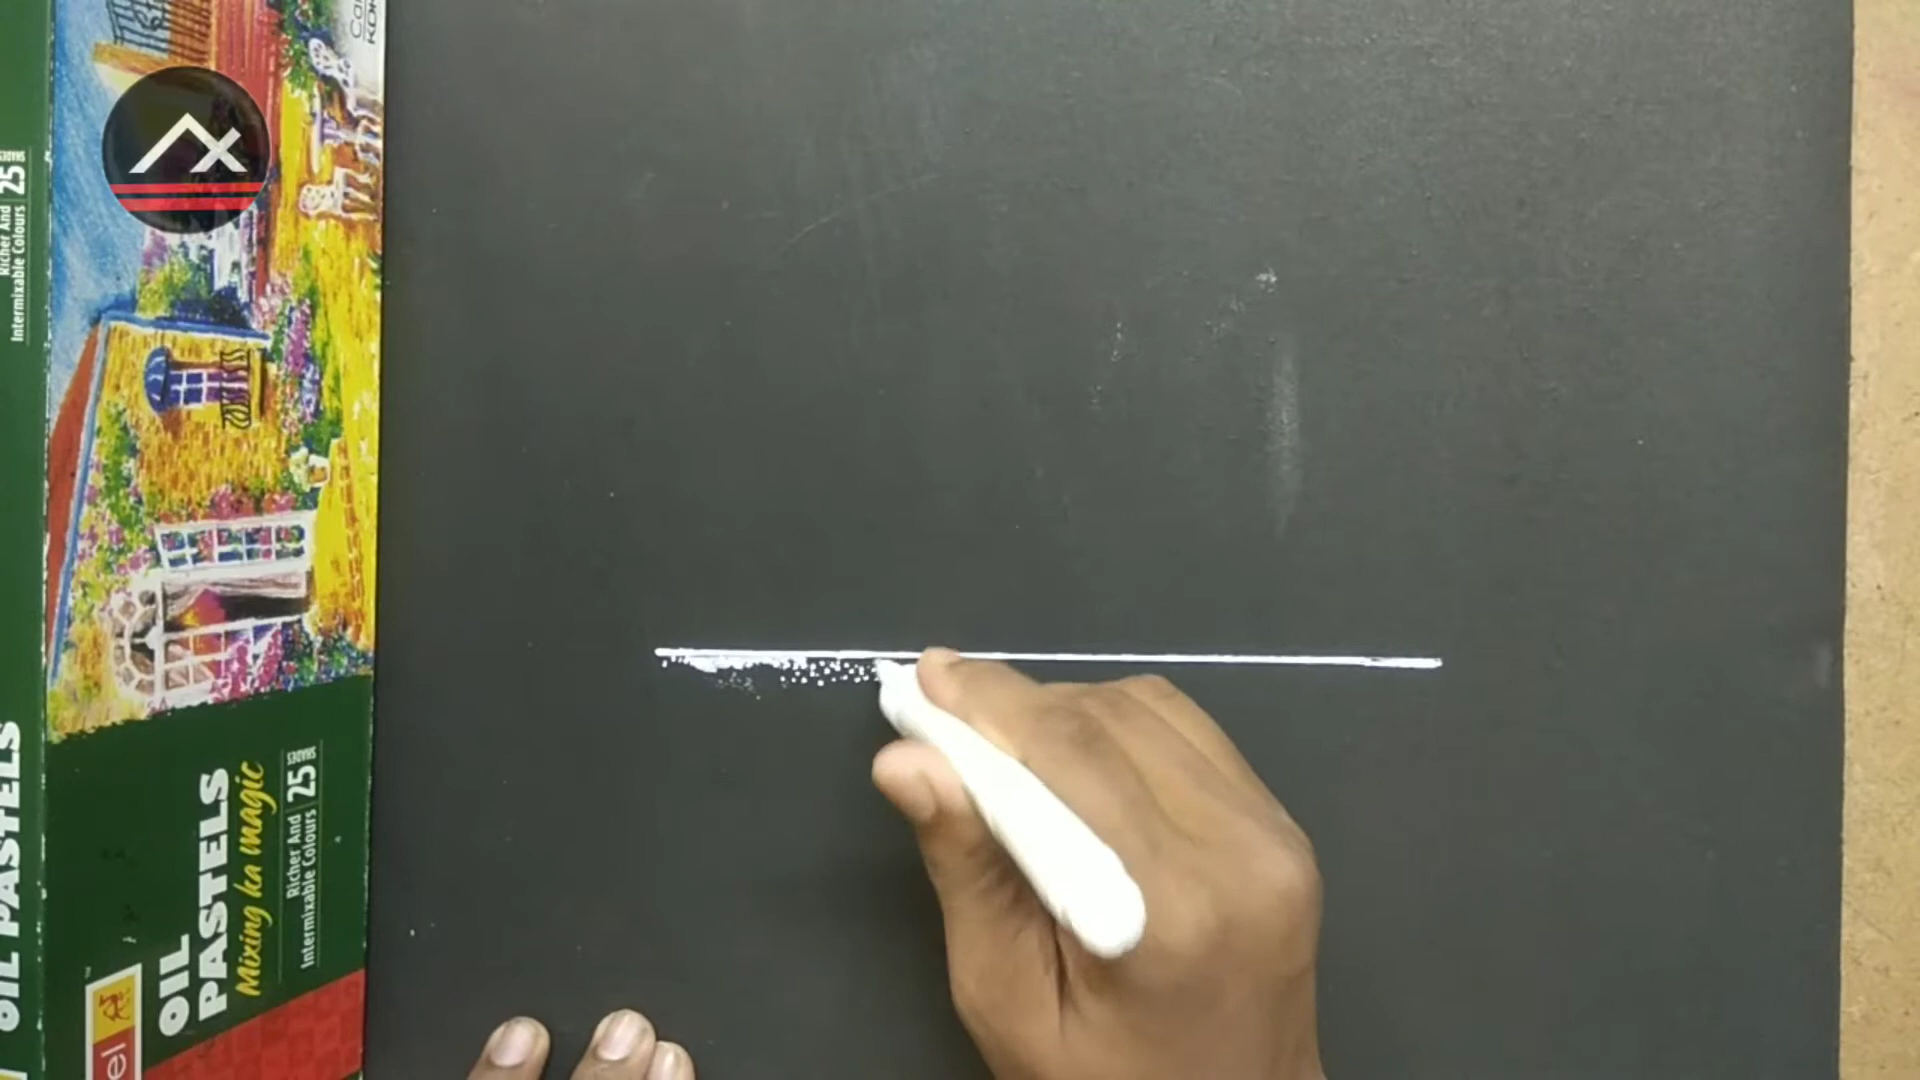 OIL
PASTELS
Mixing ka magic
Richer And
Intermixable Colours
25
SHADES
OIL PASTELS
Richer And
Intermixable Colours
25
SHADES
AX